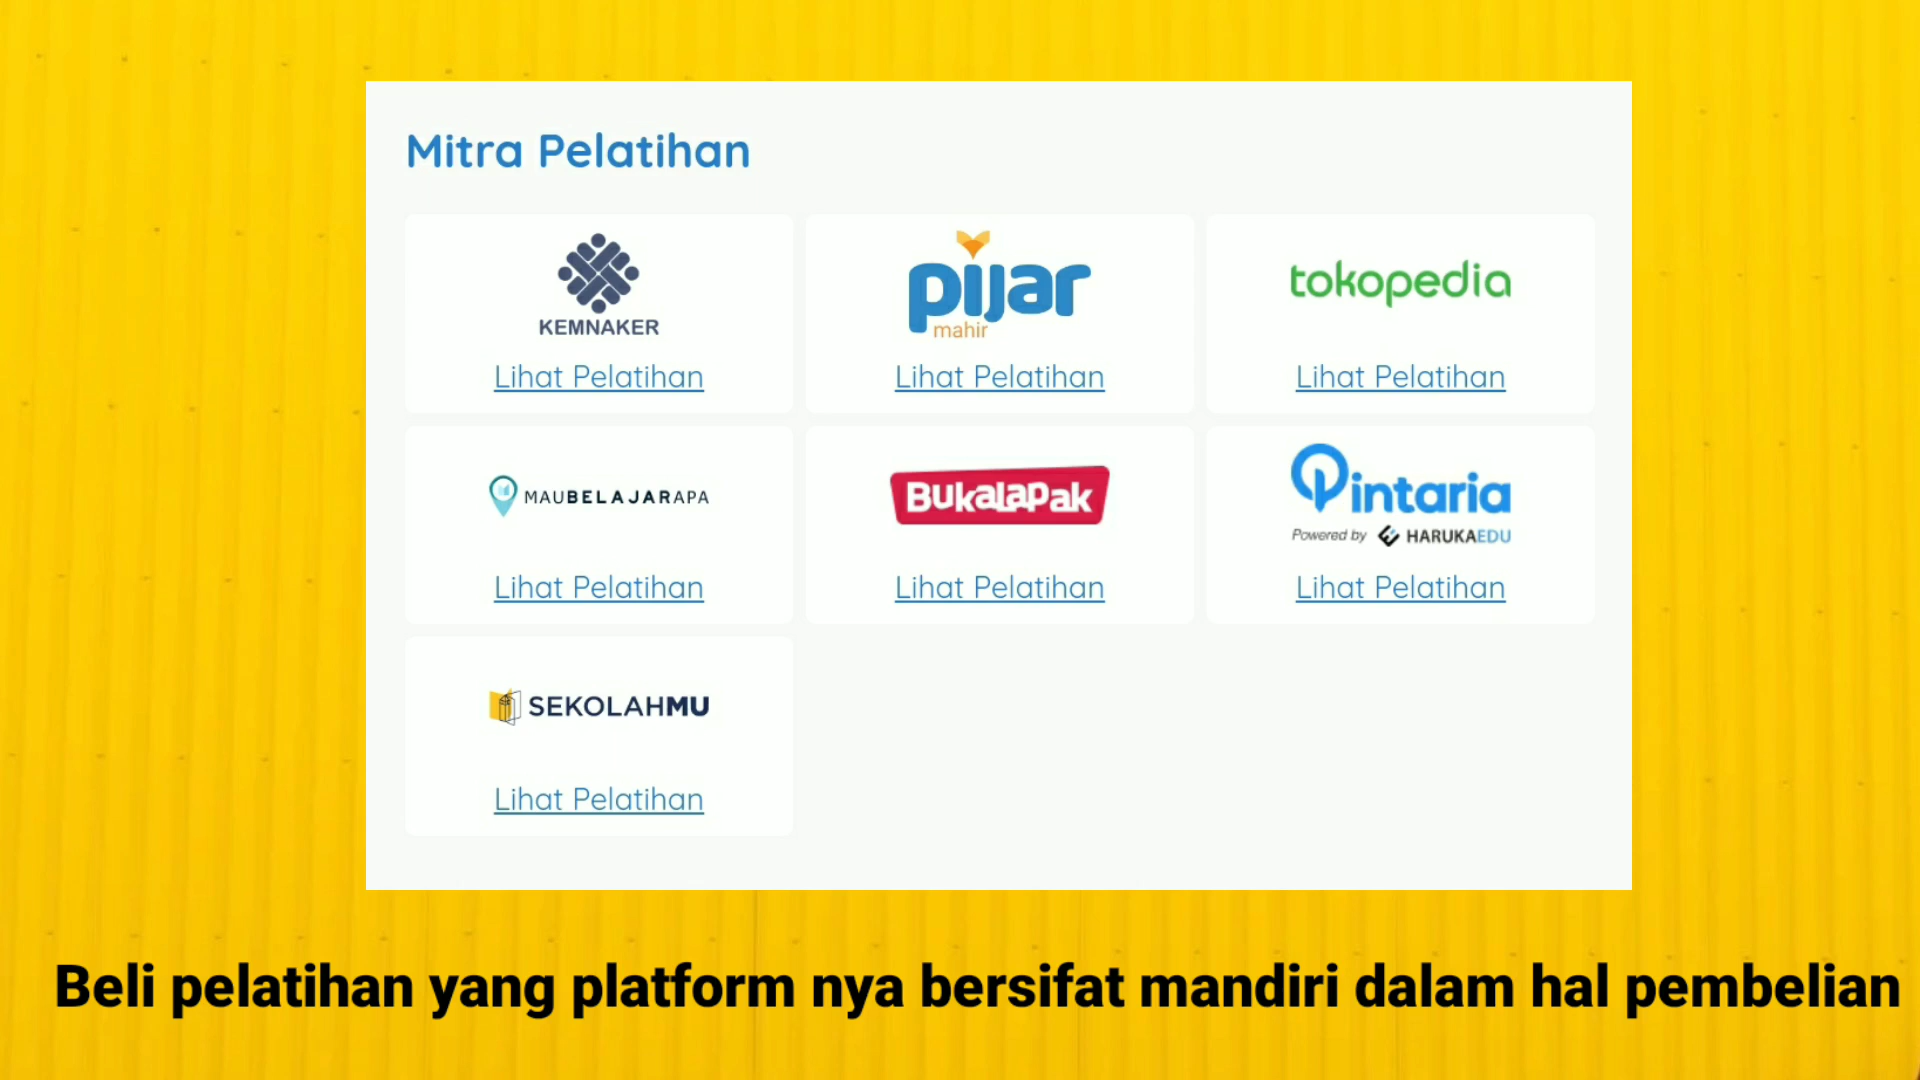 Mitra Pelatihan
KEMNAKER
Lihat Pelatihan
pijar
mahir
Lihat Pelatihan
tokopedia
Lihat Pelatihan
MAUBELAJARAPA
Lihat Pelatihan
BukaLaPak
Lihat Pelatihan
Pintaria
Powered by HARUKAEDU
Lihat Pelatihan
SEKOLAHMU
Lihat Pelatihan
Beli pelatihan yang platform nya bersifat mandiri dalam hal pembelian